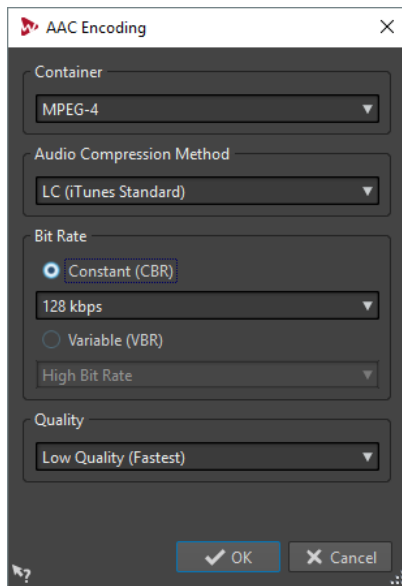 AAC Encoding
Container
MPEG-4
Audio Compression Method
LC (iTunes Standard)
Bit Rate
Constant (CBR)
128 kbps
Variable (VBR)
High Bit Rate
Quality
Low Quality (Fastest)
OK
Cancel
?